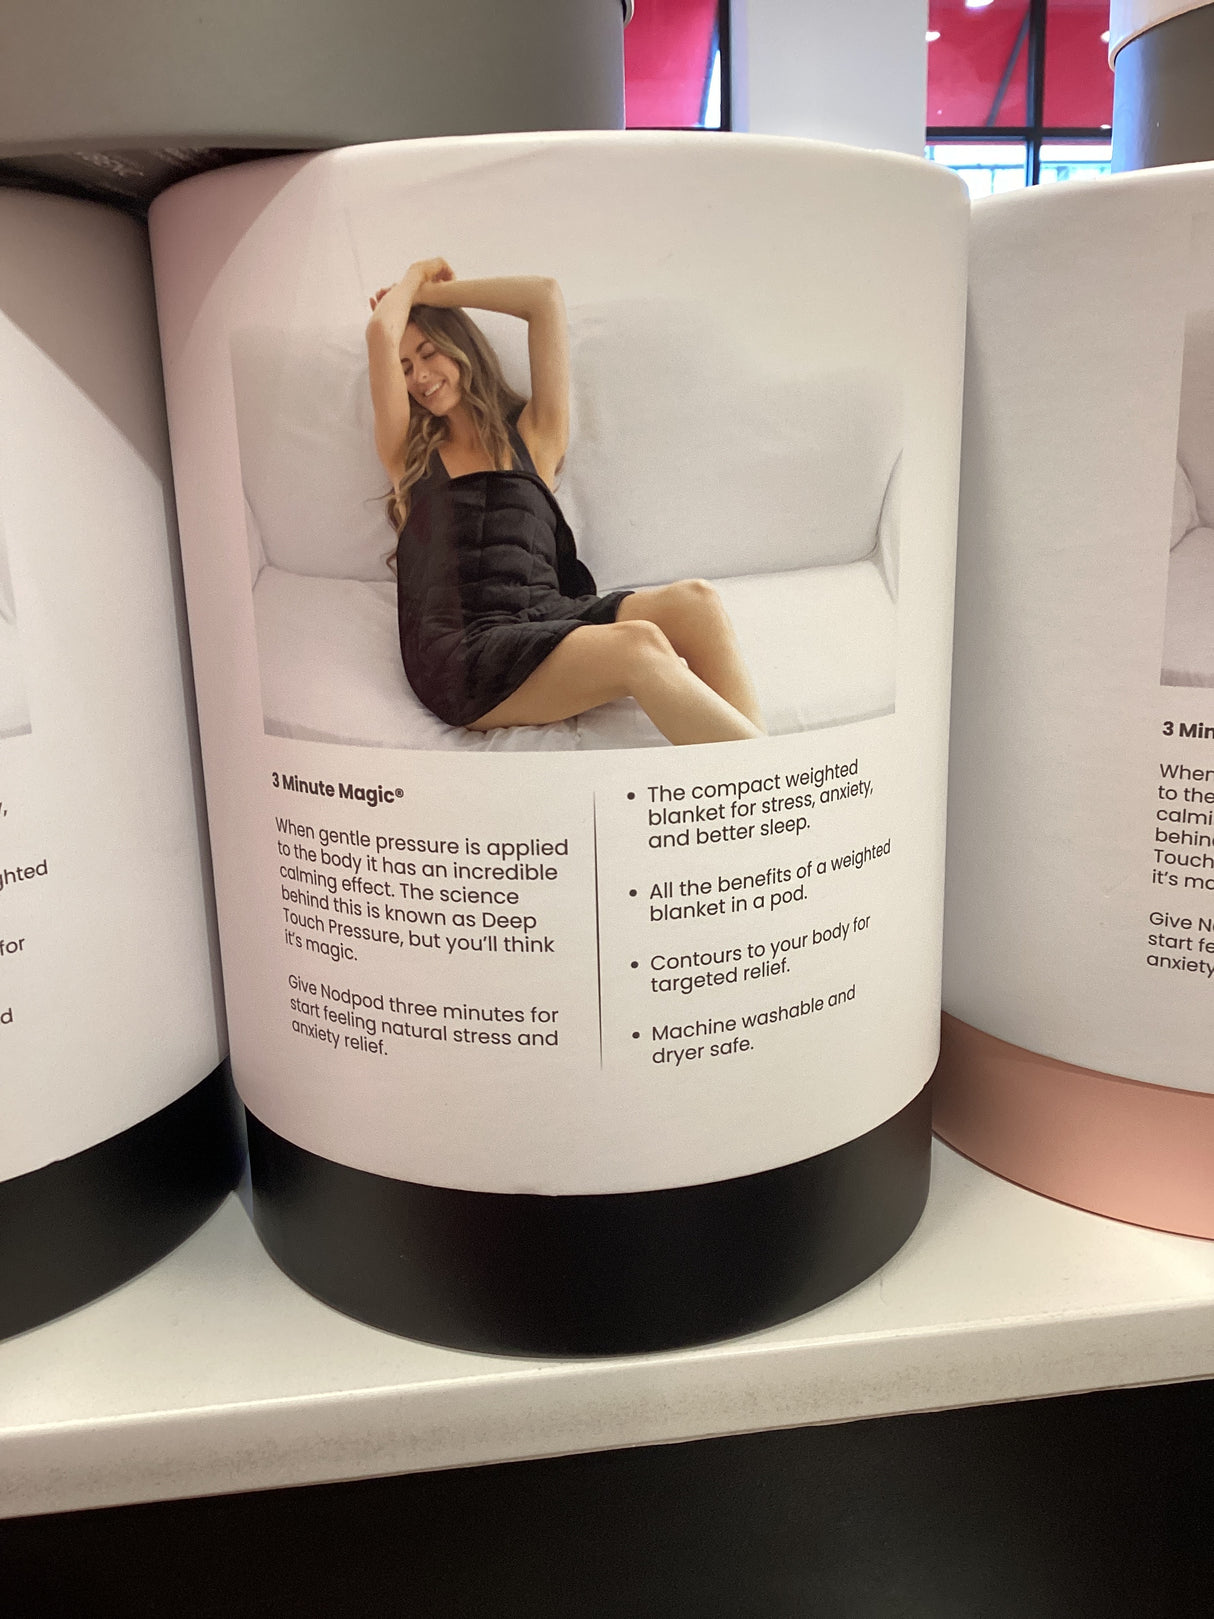 3 Minute Magic®
When gentle pressure is applied
to the body it has an incredible
calming effect. The science
behind this is known as Deep
Touch Pressure, but you'll think
it's magic.
Give Nodpod three minutes for
start feeling natural stress and
anxiety relief.
• The compact weighted
blanket for stress, anxiety,
and better sleep.
• All the benefits of a weighted
blanket in a pod.
• Contours to your body for
targeted relief.
• Machine washable and
dryer safe.
3 Min
When
to the
calmi
behin
Touch
it's ma
Give N
start fe
anxiety
ghted
for
d